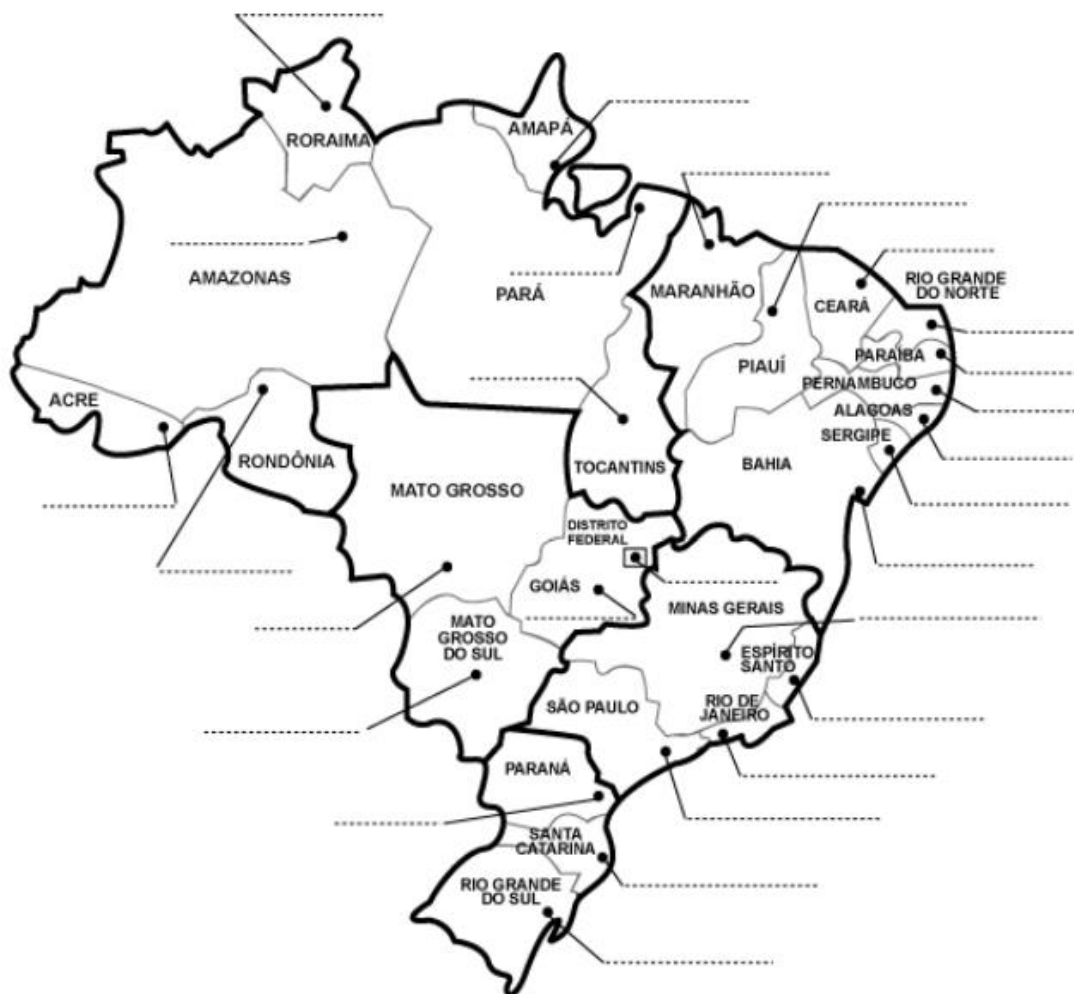 RORAIMA
AMAPÁ
AMAZONAS
PARÁ
MARANHÃO
CEARÁ
RIO GRANDE
DO NORTE
PIAUÍ
PARAÍBA
PERNAMBUCO
ACRE
ALAGOAS
SERGIPE
RONDÔNIA
TOCANTINS
BAHIA
MATO GROSSO
DISTRITO
FEDERAL
GOIÁS
MINAS GERAIS
MATO
GROSSO
DO SUL
ESPÍRITO
SANTO
SÃO PAULO
RIO DE
JANEIRO
PARANÁ
SANTA
CATARINA
RIO GRANDE
DO SUL